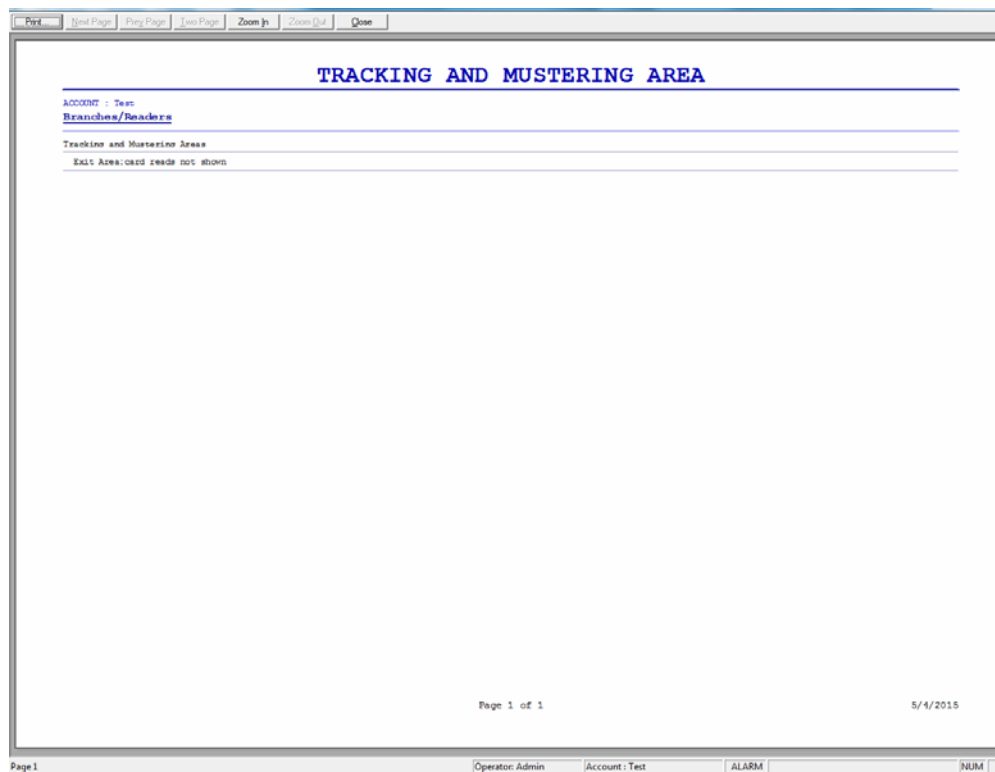 Print... Next Page Prev Page Two Page Zoom In Zoom Out Close
TRACKING AND MUSTERING AREA
ACCOUNT : Test
Branches/Readers
Tracking and Mustering Areas
Exit Area:card reads not shown
Page 1 of 1 5/4/2015
Page 1 Operator: Admin Account : Test ALARM NUM